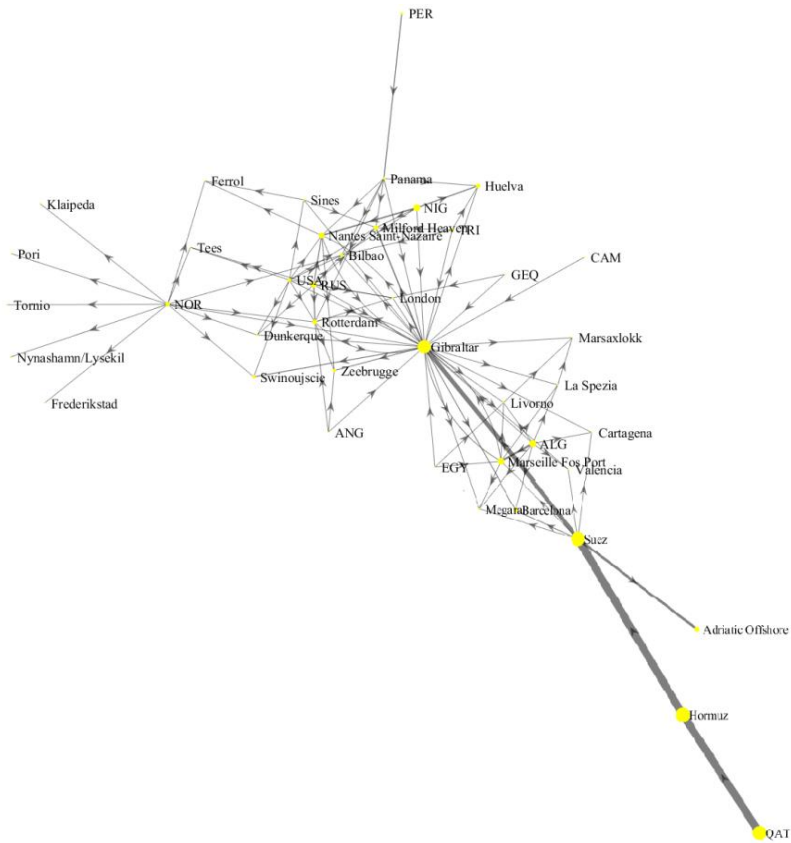 PER
Ferrol
Panama
Huelva
Klaipeda
Sines
NIG
Milford Heaven
TRI
Nantes Saint-Nazaire
Pori
Tees
Bilbao
CAM
GEQ
USA
RUS
Tornio
NOR
London
Rotterdam
Dunkerque
Gibraltar
Marsaxlokk
Nynashamn/Lysekil
Swinoujscie
Zeebrugge
La Spezia
Frederikstad
Livorno
ANG
ALG
Cartagena
EGY
Marseille Fos Port
Valencia
Megara
Barcelona
Suez
Adriatic Offshore
Hormuz
QAT